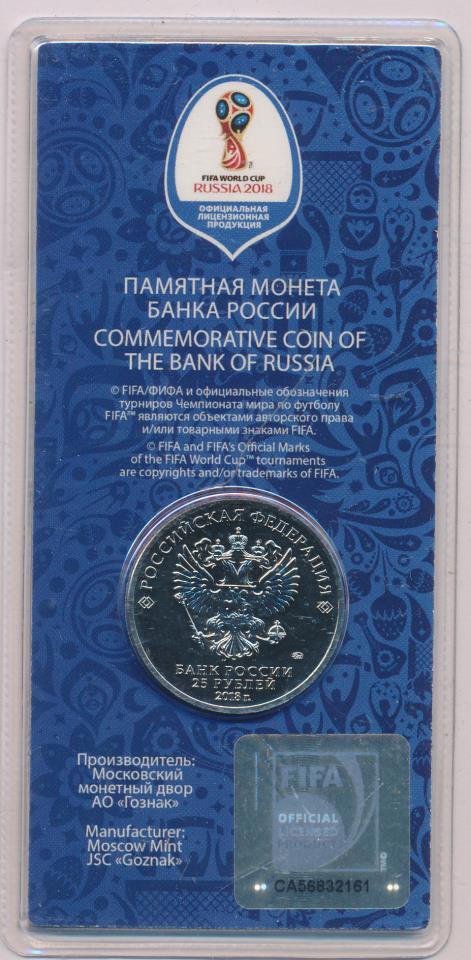 FIFA WORLD CUP
RUSSIA 2018
ОФИЦИАЛЬНАЯ
ЛИЦЕНЗИОННАЯ
ПРОДУКЦИЯ
ПАМЯТНАЯ МОНЕТА
БАНКА РОССИИ
COMMEMORATIVE COIN OF
THE BANK OF RUSSIA
© FIFA/ФИФА и официальные обозначения
турниров Чемпионата мира по футболу
FIFA™ являются объектами авторского права
и/или товарными знаками FIFA.
© FIFA and FIFA's Official Marks
of the FIFA World Cup™ tournaments
are copyrights and/or trademarks of FIFA.
РОССИЙСКАЯ ФЕДЕРАЦИЯ
БАНК РОССИИ
25 РУБЛЕЙ
2018 г.
Производитель:
Московский
монетный двор
АО «Гознак»
Manufacturer:
Moscow Mint
JSC «Goznak»
FIFA
OFFICIAL
LICENSED
PRODUCT
CA56832161